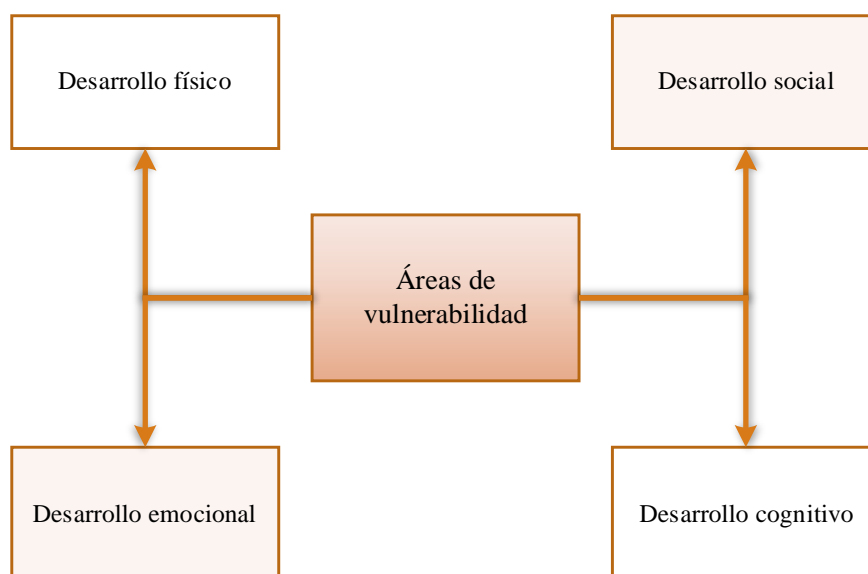 Desarrollo físico
Desarrollo social
Áreas de
vulnerabilidad
Desarrollo emocional
Desarrollo cognitivo